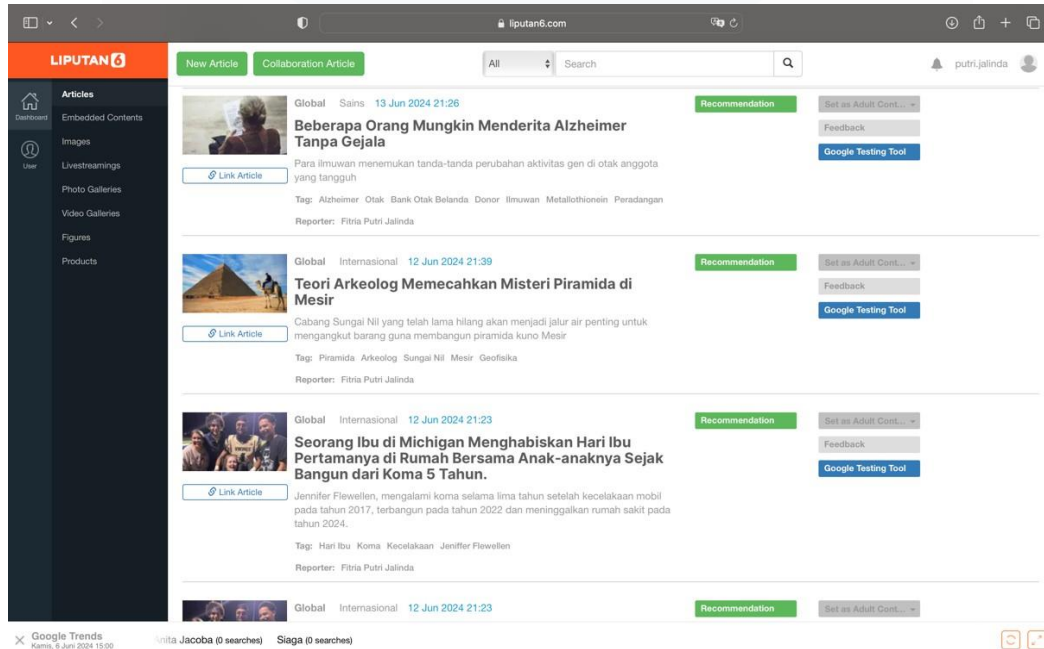 liputan6.com
LIPUTAN 6
New Article
Collaboration Article
All
Search
putri.jalinda
Dashboard
User
Articles
Embedded Contents
Images
Livestreamings
Photo Galleries
Video Galleries
Figures
Products
Global Sains 13 Jun 2024 21:26
Beberapa Orang Mungkin Menderita Alzheimer
Tanpa Gejala
Para ilmuwan menemukan tanda-tanda perubahan aktivitas gen di otak anggota
yang tangguh
Tag: Alzheimer Otak Bank Otak Belanda Donor Ilmuwan Metallothionein Peradangan
Reporter: Fitria Putri Jalinda
Link Article
Recommendation
Set as Adult Cont...
Feedback
Google Testing Tool
Global Internasional 12 Jun 2024 21:39
Teori Arkeolog Memecahkan Misteri Piramida di
Mesir
Cabang Sungai Nil yang telah lama hilang akan menjadi jalur air penting untuk
mengangkut barang guna membangun piramida kuno Mesir
Tag: Piramida Arkeolog Sungai Nil Mesir Geofisika
Reporter: Fitria Putri Jalinda
Link Article
Recommendation
Set as Adult Cont...
Feedback
Google Testing Tool
Global Internasional 12 Jun 2024 21:23
Seorang Ibu di Michigan Menghabiskan Hari Ibu
Pertamanya di Rumah Bersama Anak-anaknya Sejak
Bangun dari Koma 5 Tahun.
Jennifer Flewellen, mengalami koma selama lima tahun setelah kecelakaan mobil
pada tahun 2017, terbangun pada tahun 2022 dan meninggalkan rumah sakit pada
tahun 2024.
Tag: Hari Ibu Koma Kecelakaan Jeniffer Flewellen
Reporter: Fitria Putri Jalinda
Link Article
Recommendation
Set as Adult Cont...
Feedback
Google Testing Tool
Global Internasional 12 Jun 2024 21:23
Recommendation
Set as Adult Cont...
Google Trends
Kamis, 6 Juni 2024 15:00
Jacoba (0 searches) Siaga (0 searches)